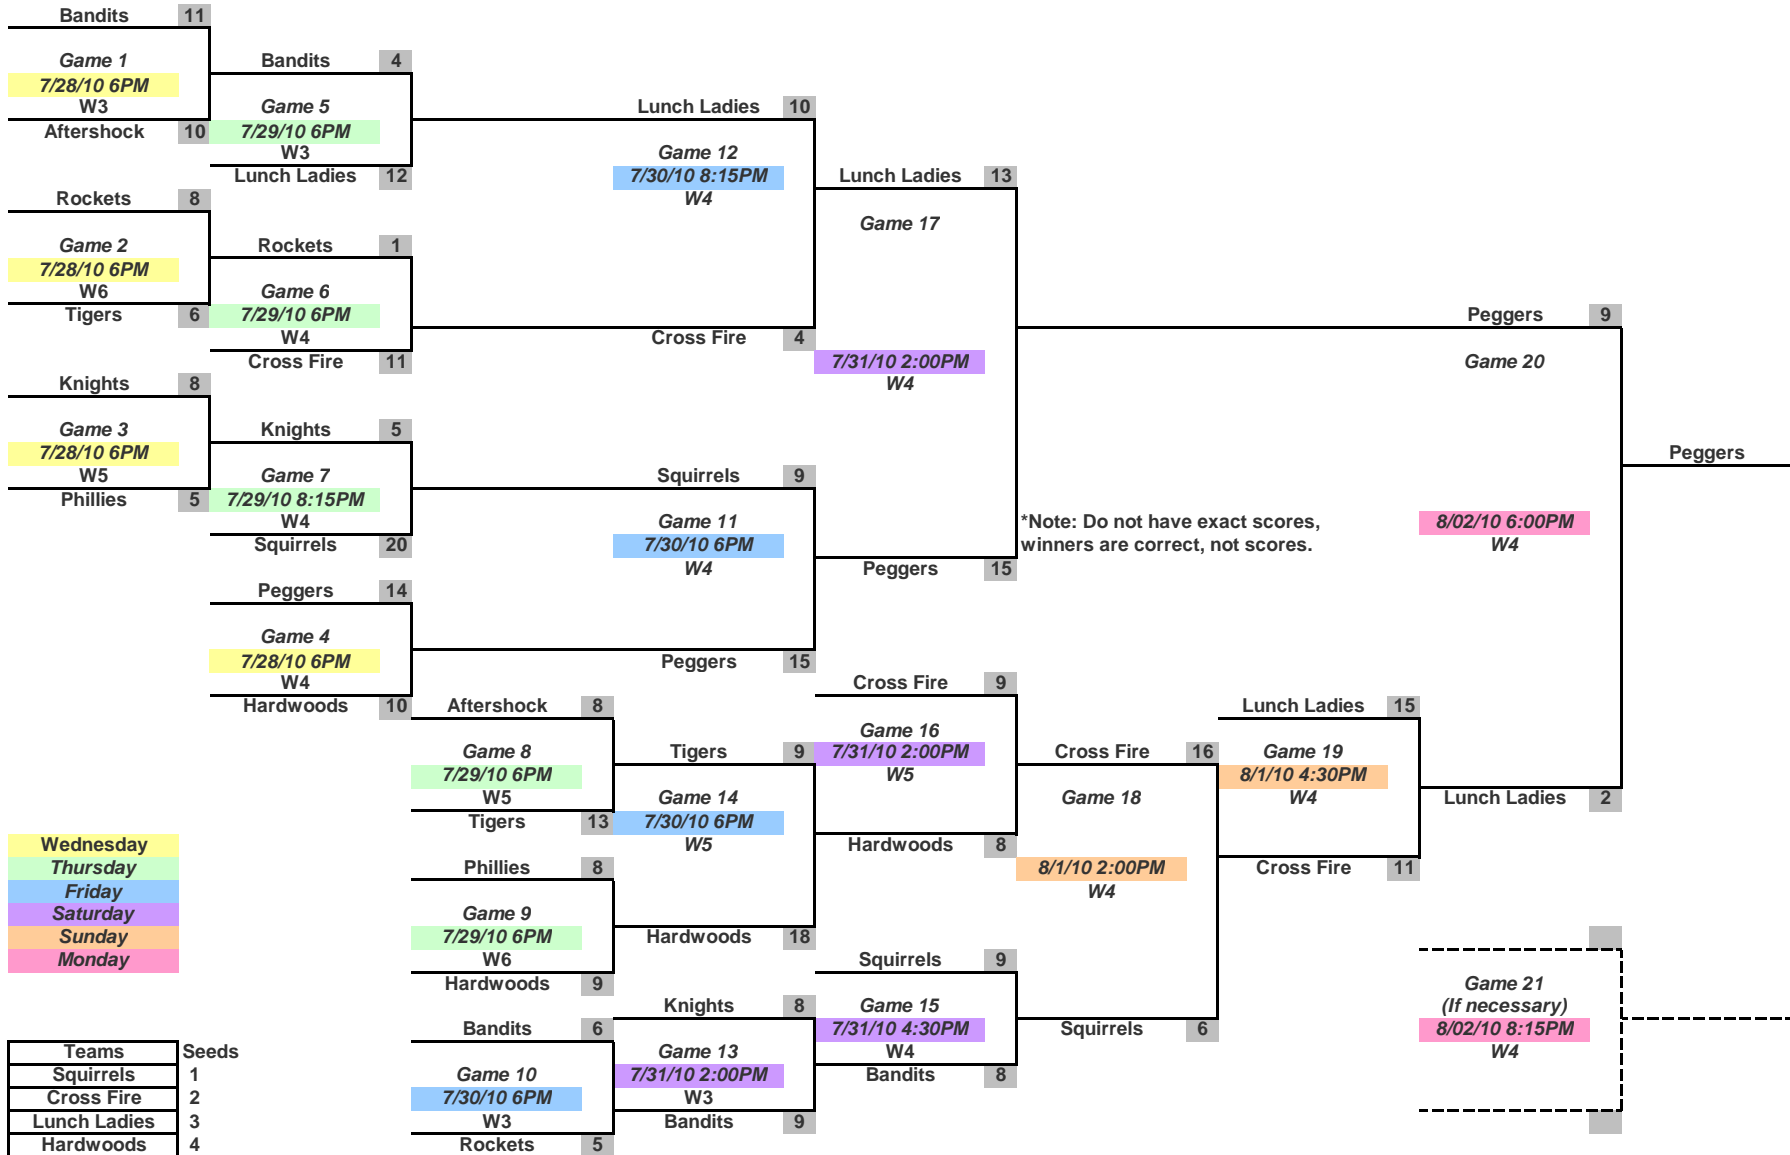 Bandits 11
Game 1
7/28/10 6PM
W3
Aftershock 10
Rockets 8
Game 2
7/28/10 6PM
W6
Tigers 6
Knights 8
Game 3
7/28/10 6PM
W5
Phillies 5
Bandits 4
Game 5
7/29/10 6PM
W3
Lunch Ladies 12
Rockets 1
Game 6
7/29/10 6PM
W4
Cross Fire 11
Knights 5
Game 7
7/29/10 8:15PM
W4
Squirrels 20
Peggers 14
Game 4
7/28/10 6PM
W4
Hardwoods 10
Lunch Ladies 10
Game 12
7/30/10 8:15PM
W4
Cross Fire 4
Squirrels 9
Game 11
7/30/10 6PM
W4
Peggers 15
Lunch Ladies 13
Game 17
7/31/10 2:00PM
W4
Peggers 15
*Note: Do not have exact scores,
winners are correct, not scores.
Peggers 9
Game 20
8/02/10 6:00PM
W4
Lunch Ladies 2
Peggers
Aftershock 8
Game 8
7/29/10 6PM
W5
Tigers 13
Phillies 8
Game 9
7/29/10 6PM
W6
Hardwoods 9
Bandits 6
Game 10
7/30/10 6PM
W3
Rockets 5
Tigers 9
Game 14
7/30/10 6PM
W5
Hardwoods 18
Knights 8
Game 13
7/31/10 2:00PM
W3
Bandits 9
Cross Fire 9
Game 16
7/31/10 2:00PM
W5
Hardwoods 8
Squirrels 9
Game 15
7/31/10 4:30PM
W4
Bandits 8
Cross Fire 16
Game 18
8/1/10 2:00PM
W4
Squirrels 6
Lunch Ladies 15
Game 19
8/1/10 4:30PM
W4
Cross Fire 11
Game 21
(If necessary)
8/02/10 8:15PM
W4
Wednesday
Thursday
Friday
Saturday
Sunday
Monday
Teams Seeds
Squirrels 1
Cross Fire 2
Lunch Ladies 3
Hardwoods 4